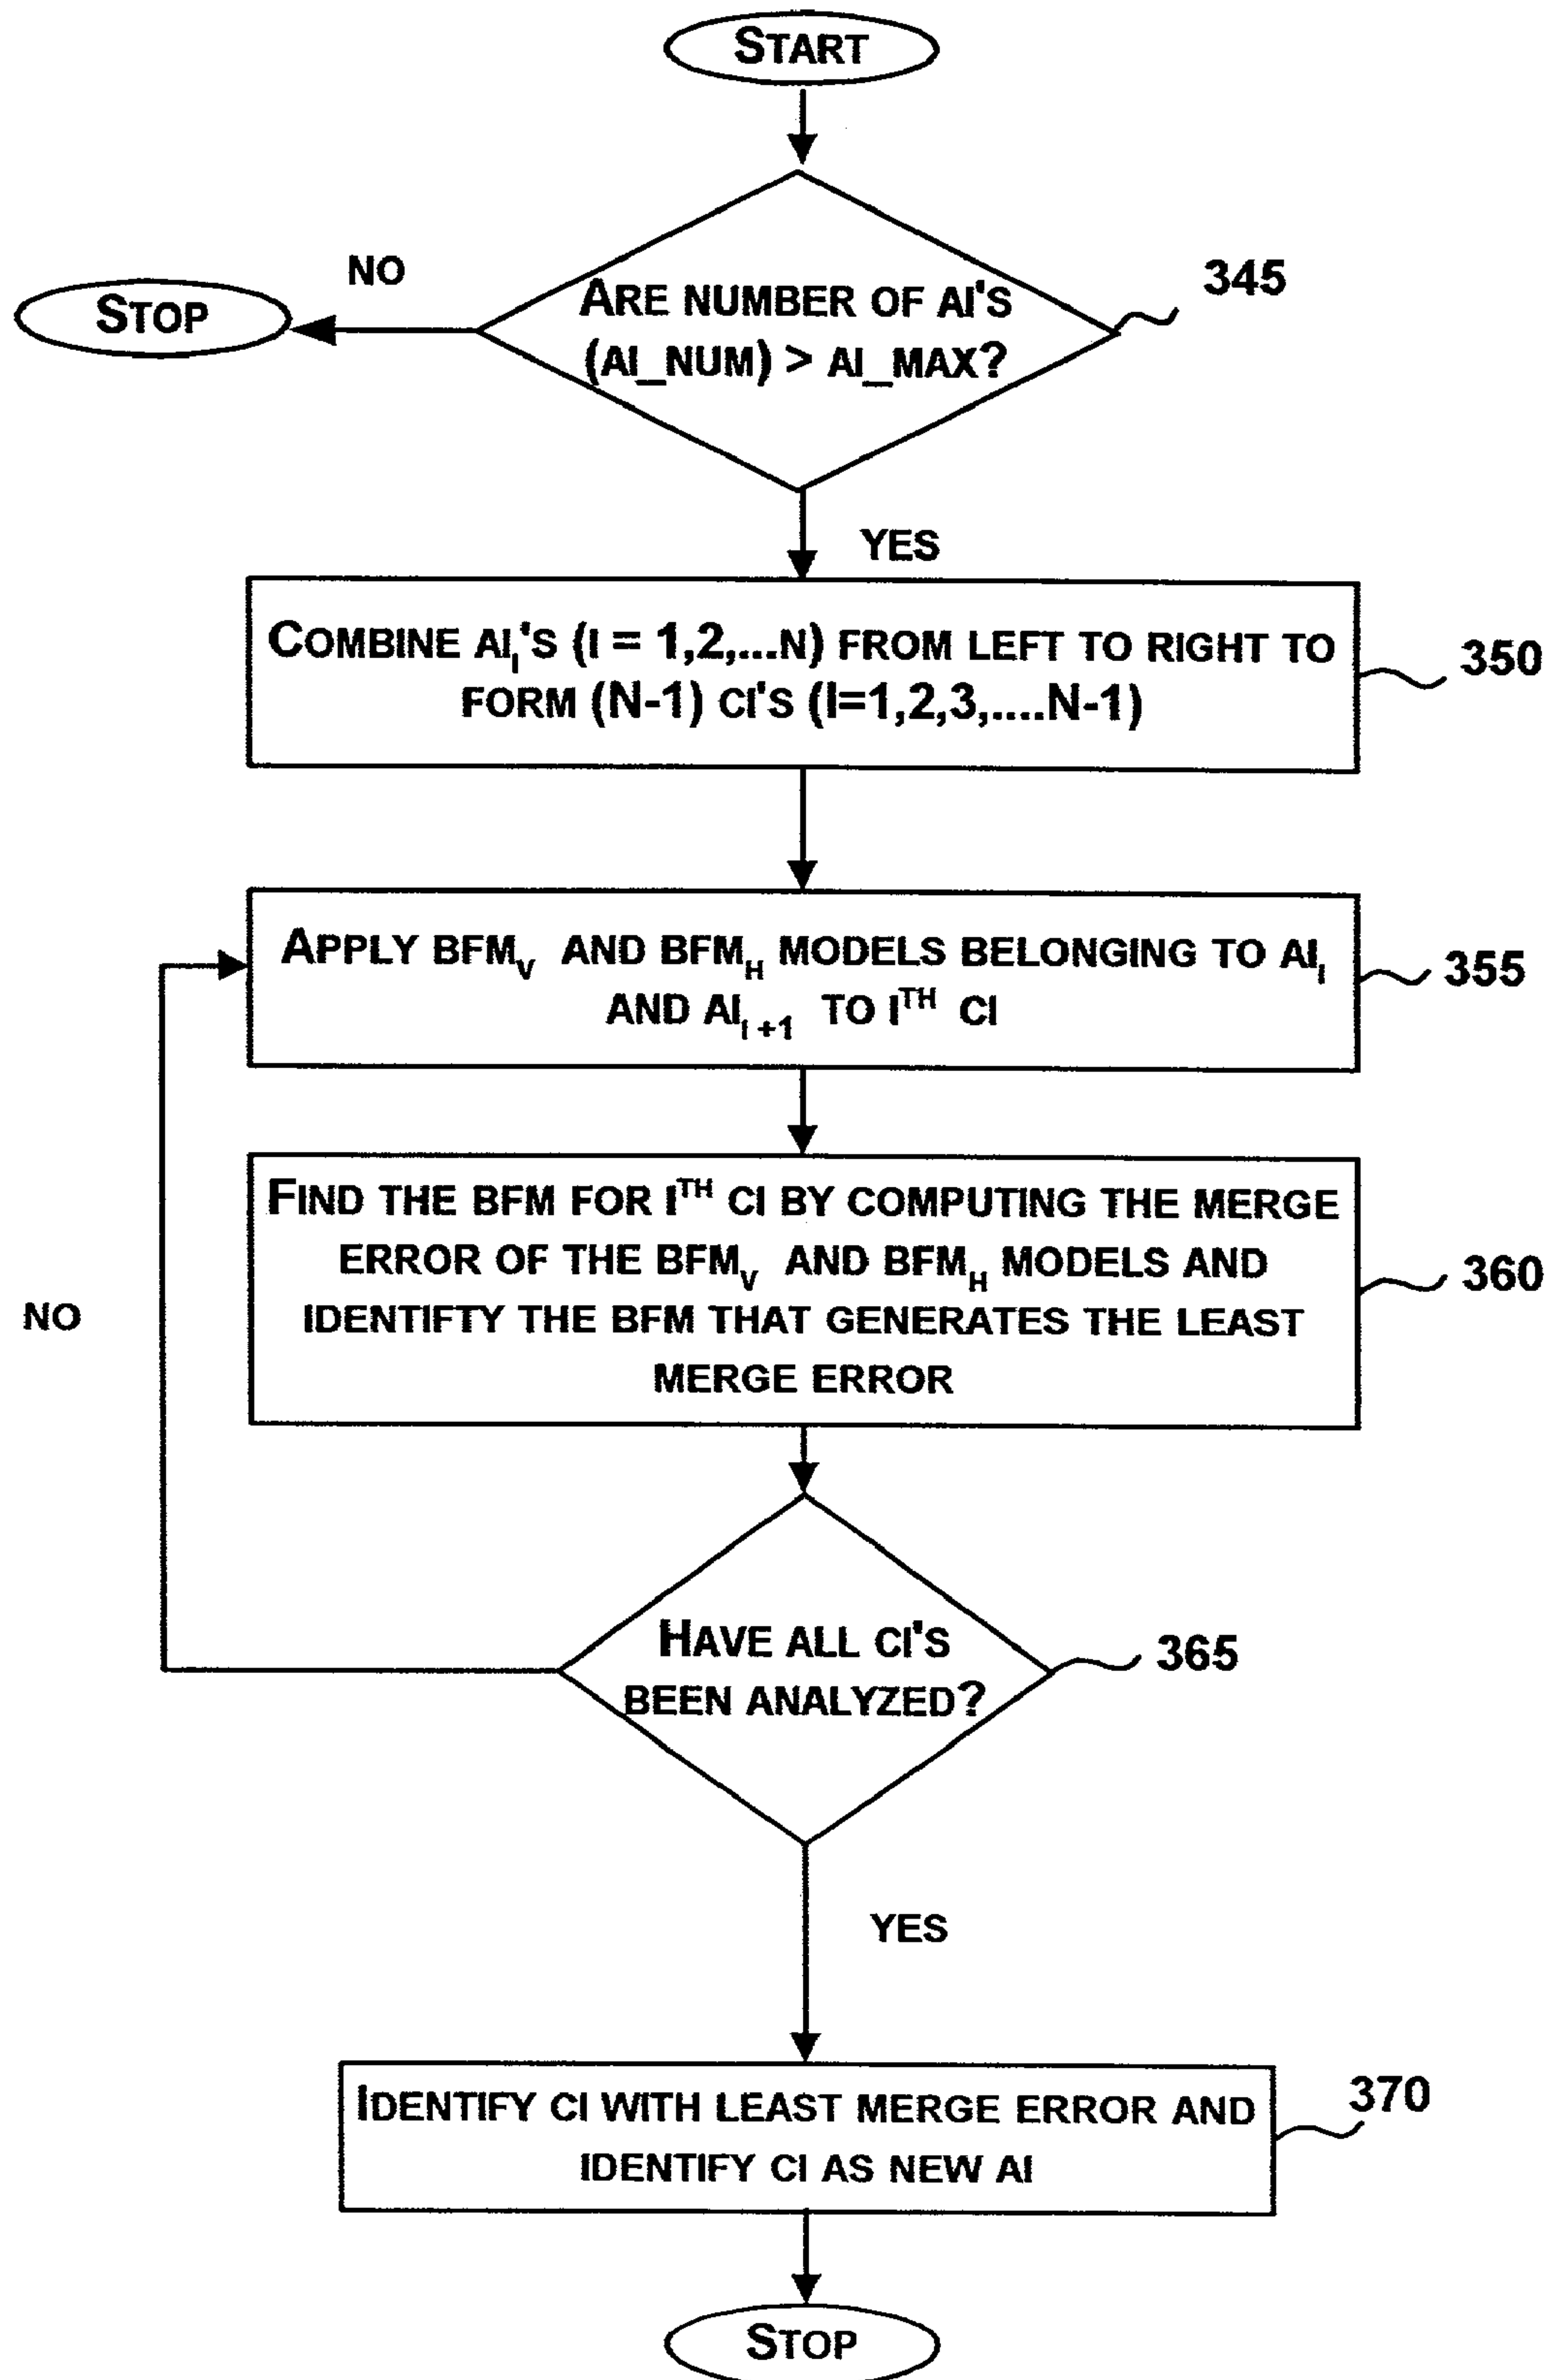 START
NO
345
STOP
ARE NUMBER OF AI'S
(AI_NUM) > AI_MAX?
YES
COMBINE AI_I'S (I = 1,2,...N) FROM LEFT TO RIGHT TO
FORM (N-1) CI'S (I=1,2,3,....N-1)
350
APPLY BFM_V AND BFM_H MODELS BELONGING TO AI_I
AND AI_I+1 TO I^TH CI
355
FIND THE BFM FOR I^TH CI BY COMPUTING THE MERGE
ERROR OF THE BFM_V AND BFM_H MODELS AND
IDENTIFTY THE BFM THAT GENERATES THE LEAST
MERGE ERROR
360
NO
HAVE ALL CI'S
BEEN ANALYZED?
365
YES
IDENTIFY CI WITH LEAST MERGE ERROR AND
IDENTIFY CI AS NEW AI
370
STOP